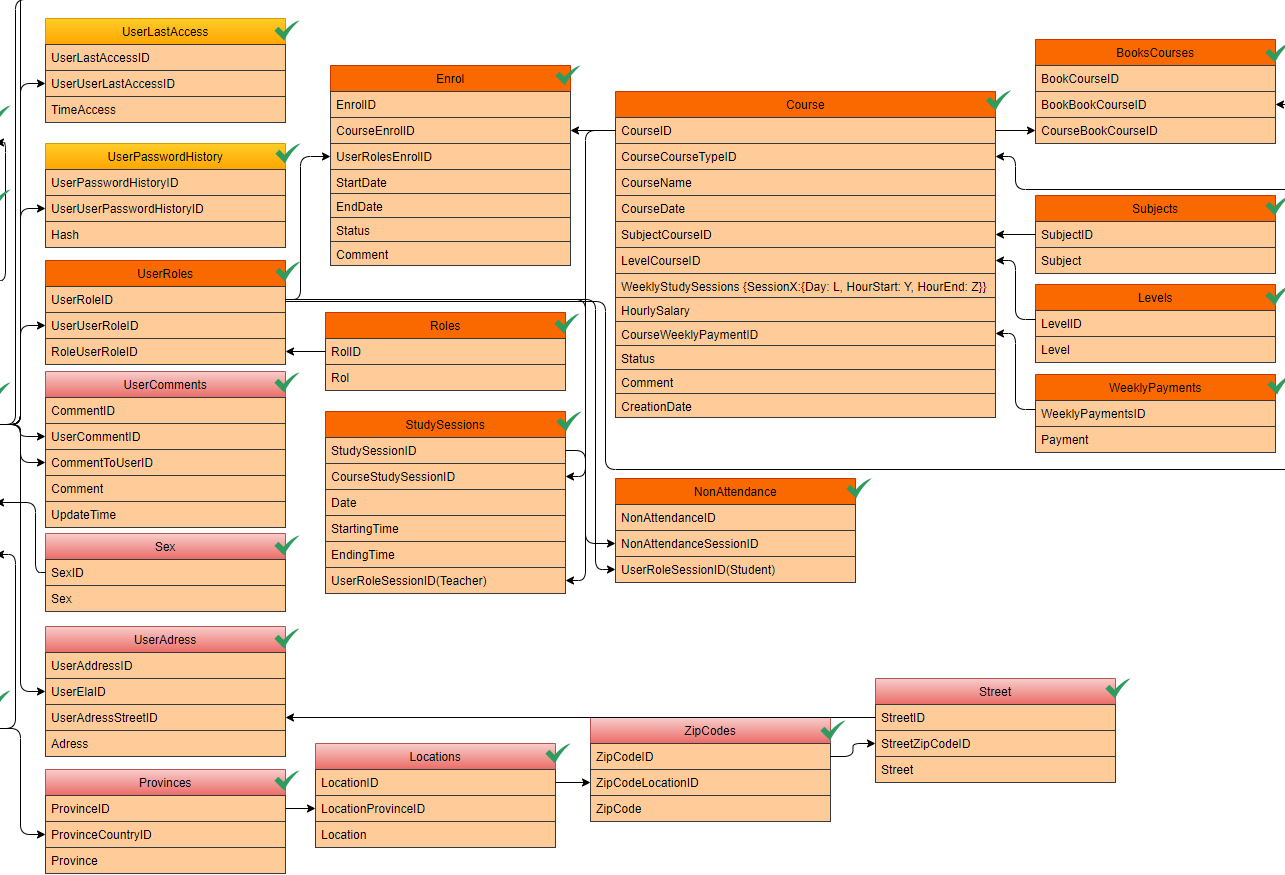 UserLastAccess
UserLastAccessID
UserUserLastAccessID
TimeAccess
UserPasswordHistory
UserPasswordHistoryID
UserUserPasswordHistoryID
Hash
UserRoles
UserRoleID
UserUserRoleID
RoleUserRoleID
UserComments
CommentID
UserCommentID
CommentToUserID
Comment
UpdateTime
Sex
SexID
Sex
UserAdress
UserAddressID
UserElaID
UserAdressStreetID
Adress
Provinces
ProvinceID
ProvinceCountryID
Province
Enrol
EnrolID
CourseEnrolID
UserRolesEnrolID
StartDate
EndDate
Status
Comment
Roles
RolID
Rol
StudySessions
StudySessionID
CourseStudySessionID
Date
StartingTime
EndingTime
UserRoleSessionID(Teacher)
Locations
LocationID
LocationProvinceID
Location
Course
CourseID
CourseCourseTypeID
CourseName
CourseDate
SubjectCourseID
LevelCourseID
WeeklyStudySessions {SessionX:{Day: L, HourStart: Y, HourEnd: Z}}
HourlySalary
CourseWeeklyPaymentID
Status
Comment
CreationDate
NonAttendance
NonAttendanceID
NonAttendanceSessionID
UserRoleSessionID(Student)
ZipCodes
ZipCodeID
ZipCodeLocationID
ZipCode
Street
StreetID
StreetZipCodeID
Street
BooksCourses
BookCourseID
BookBookCourseID
CourseBookCourseID
Subjects
SubjectID
Subject
Levels
LevelID
Level
WeeklyPayments
WeeklyPaymentsID
Payment